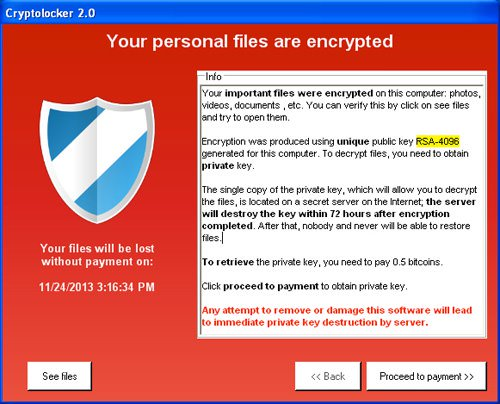 Cryptolocker 2.0
Your personal files are encrypted
Info
Your important files were encrypted on this computer: photos,
videos, documents , etc. You can verify this by click on see files
and try to open them.
Encryption was produced using unique public key RSA-4096
generated for this computer. To decrypt files, you need to obtain
private key.
The single copy of the private key, which will allow you to decrypt
the files, is located on a secret server on the Internet; the server
will destroy the key within 72 hours after encryption
completed. After that, nobody and never will be able to restore
files.
To retrieve the private key, you need to pay 0.5 bitcoins.
Click proceed to payment to obtain private key.
Any attempt to remove or damage this software will lead
to immediate private key destruction by server.
Your files will be lost
without payment on:
11/24/2013 3:16:34 PM
See files
<< Back
Proceed to payment >>